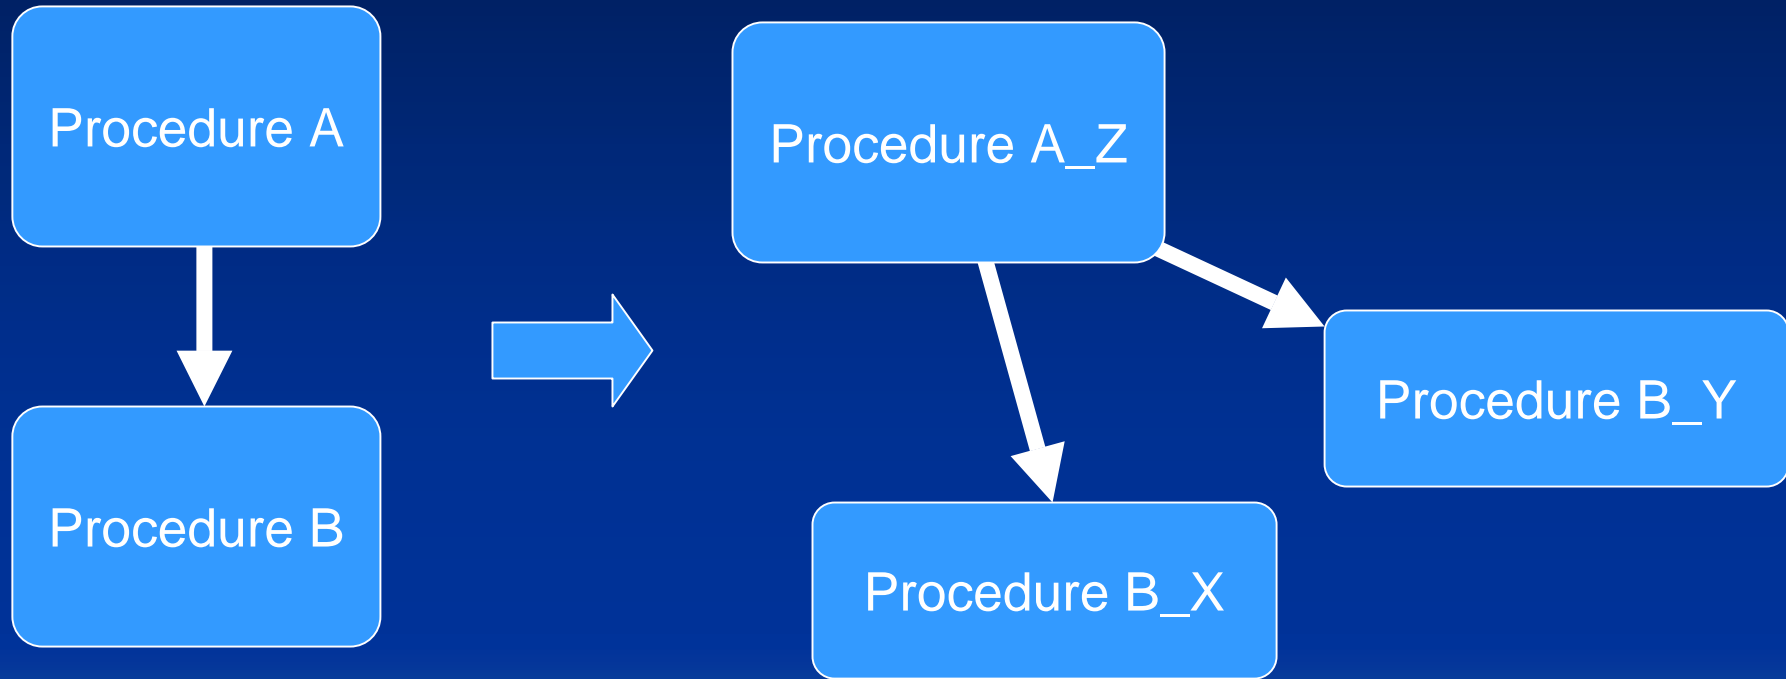 Procedure A
Procedure B
Procedure A_Z
Procedure B_Y
Procedure B_X